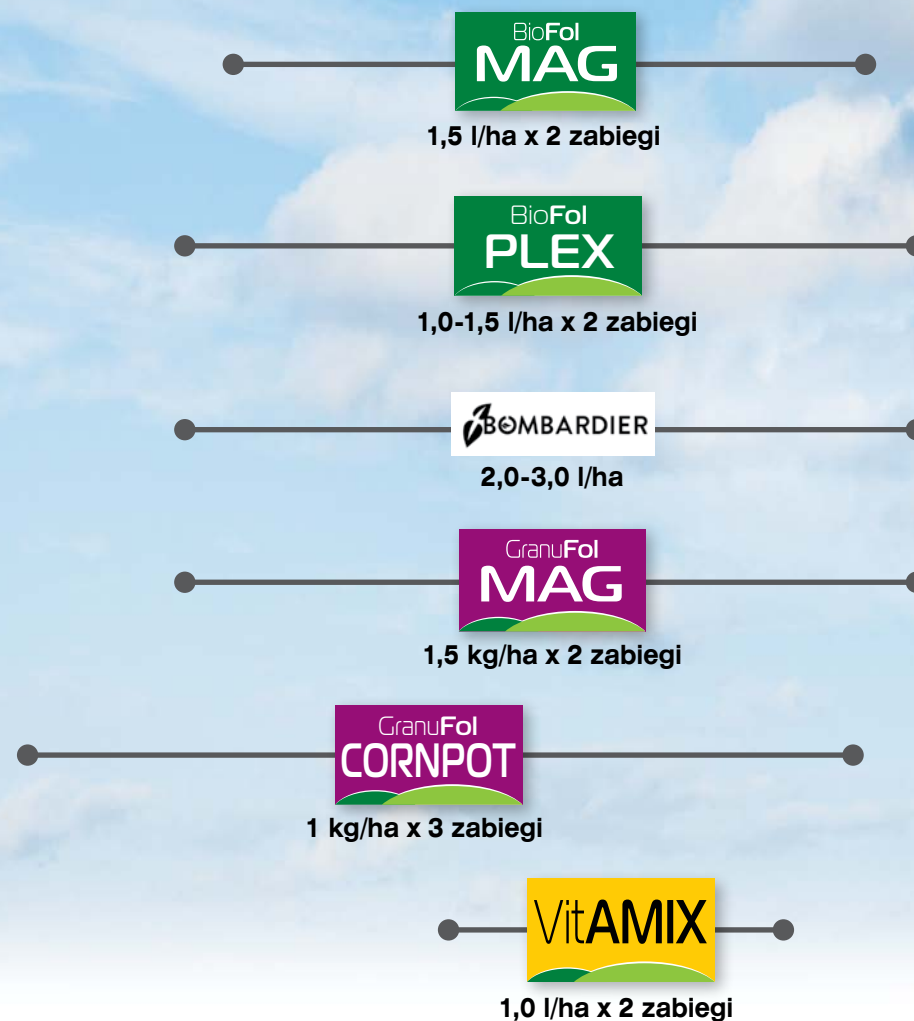 BioFol
MAG
1,5 l/ha x 2 zabiegi
BioFol
PLEX
1,0-1,5 l/ha x 2 zabiegi
BOMBARDIER
2,0-3,0 l/ha
GranuFol
MAG
1,5 kg/ha x 2 zabiegi
GranuFol
CORNPOT
1 kg/ha x 3 zabiegi
VitAMIX
1,0 l/ha x 2 zabiegi